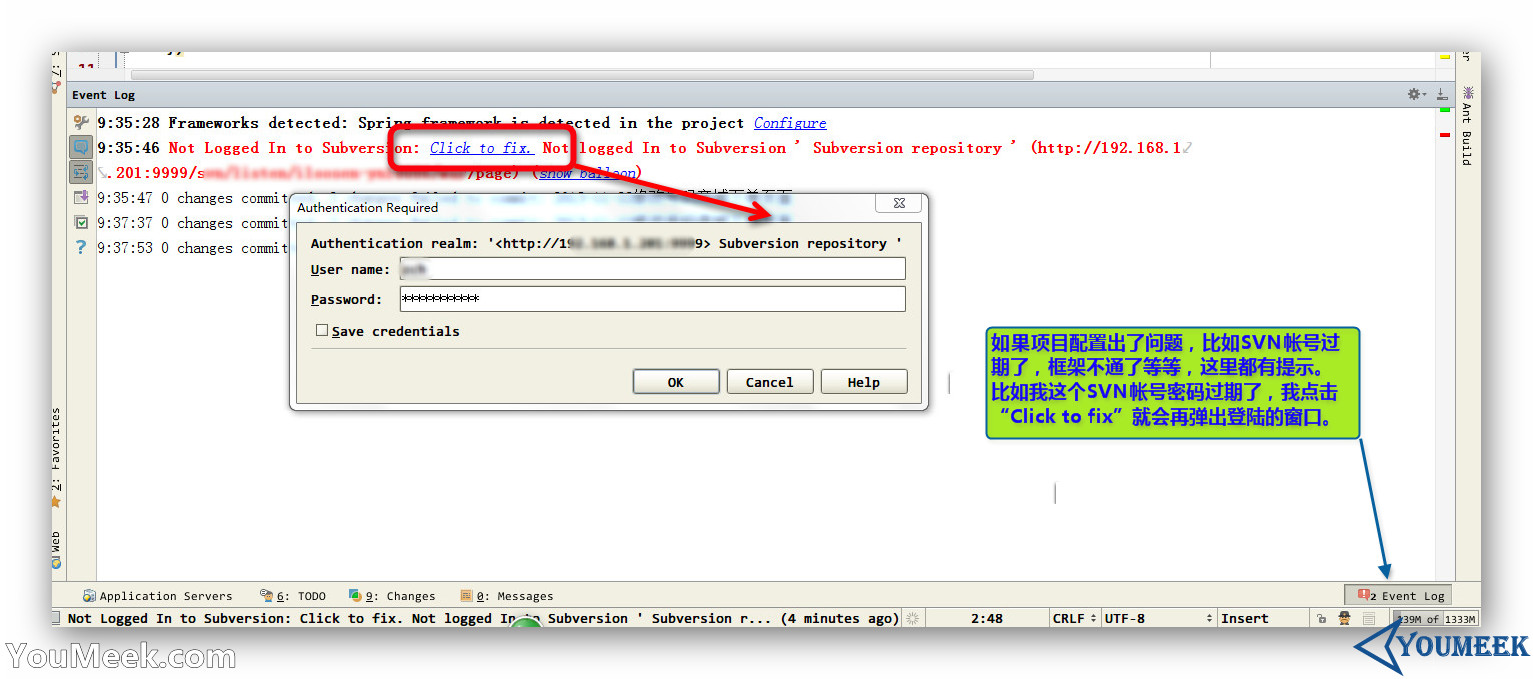 11
7:
Event Log
9:35:28 Frameworks detected: Spring framework is detected in the project Configure
9:35:46 Not Logged In to Subversion: Click to fix. Not logged In to Subversion ' Subversion repository ' (http://192.168.1
.201:9999/s /page) (show balloon)
9:35:47 0 changes commit
9:37:37 0 changes commit
9:37:53 0 changes commit
Authentication Required
Authentication realm: '<http://19 9> Subversion repository '
User name:
Password: ***********
Save credentials
OK Cancel Help
如果项目配置出了问题，比如SVN帐号过
期了，框架不通了等等，这里都有提示。
比如我这个SVN帐号密码过期了，我点击
“Click to fix”就会再弹出登陆的窗口。
Ant Build
2: Favorites
Web
Application Servers 6: TODO 9: Changes 0: Messages 2 Event Log
Not Logged In to Subversion: Click to fix. Not logged In to Subversion ' Subversion r... (4 minutes ago) 2:48 CRLF UTF-8 Insert 139M of 1333M
YouMeek.com
YOUMEEK